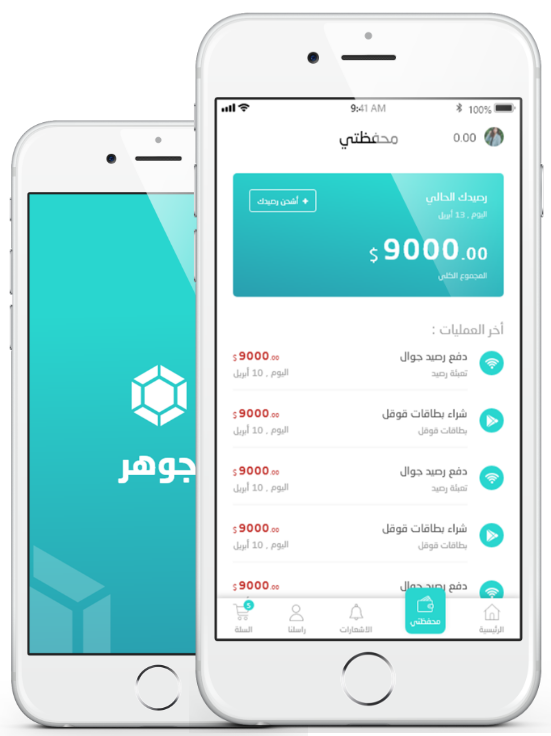 9:41 AM
100%
محفظتي
0.00
رصيدك الحالي
اليوم , 13 أبريل
+ أشحن رصيدك
$ 9000.00
المجموع الكلي
أخر العمليات :
دفع رصيد جوال
$ 9000.00
تعبئة رصيد
اليوم , 10 أبريل
شراء بطاقات قوقل
$ 9000.00
بطاقات قوقل
اليوم , 10 أبريل
دفع رصيد جوال
$ 9000.00
تعبئة رصيد
اليوم , 10 أبريل
شراء بطاقات قوقل
$ 9000.00
بطاقات قوقل
اليوم , 10 أبريل
دفع رصيد جوال
$ 9000.00
الرئيسية
محفظتي
الاشعارات
راسلنا
5
السلة
جوهر